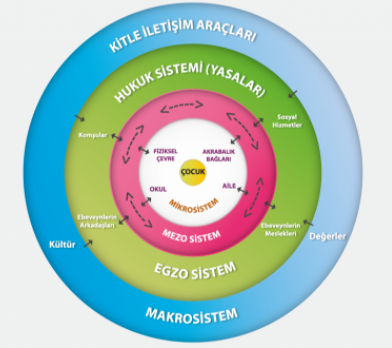 KİTLE İLETİŞİM ARAÇLARI
HUKUK SİSTEMİ (YASALAR)
Komşular
Sosyal
Hizmetler
FİZİKSEL
ÇEVRE
AKRABALIK
BAĞLARI
ÇOCUK
OKUL
AİLE
MİKROSİSTEM
Ebeveynlerin
Arkadaşları
Ebeveynlerin
Meslekleri
MEZO SİSTEM
Kültür
Değerler
EGZO SİSTEM
MAKROSİSTEM